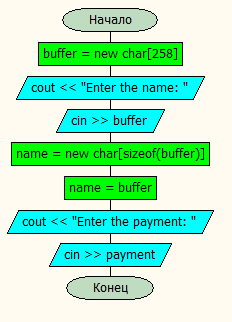 Начало
buffer = new char[258]
cout << "Enter the name: "
cin >> buffer
name = new char[sizeof(buffer)]
name = buffer
cout << "Enter the payment: "
cin >> payment
Конец